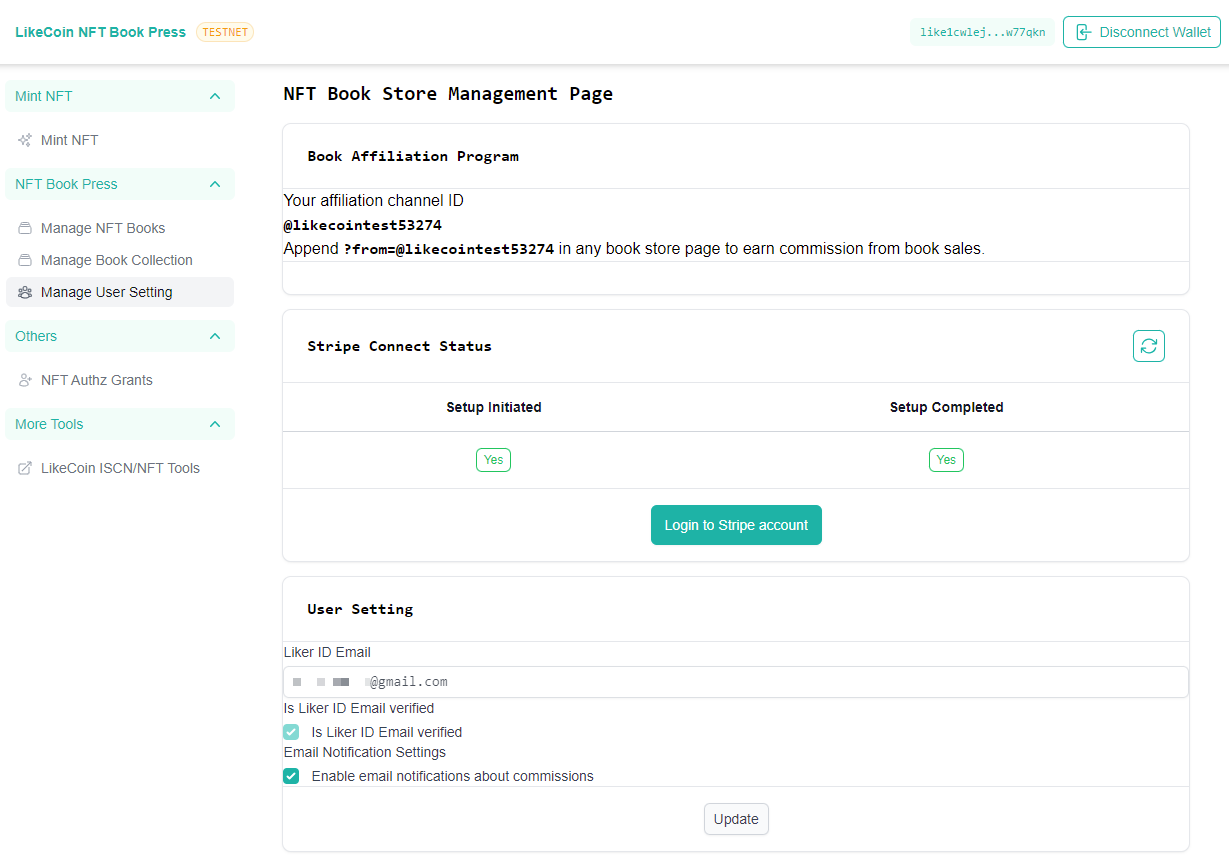 LikeCoin NFT Book Press TESTNET
like1cwlej...w77qkn
Disconnect Wallet
Mint NFT
Mint NFT
NFT Book Press
Manage NFT Books
Manage Book Collection
Manage User Setting
Others
NFT Authz Grants
More Tools
LikeCoin ISCN/NFT Tools
NFT Book Store Management Page
Book Affiliation Program
Your affiliation channel ID
@likecointest53274
Append ?from=@likecointest53274 in any book store page to earn commission from book sales.
Stripe Connect Status
Setup Initiated Setup Completed
Yes Yes
Login to Stripe account
User Setting
Liker ID Email
@gmail.com
Is Liker ID Email verified
Is Liker ID Email verified
Email Notification Settings
Enable email notifications about commissions
Update